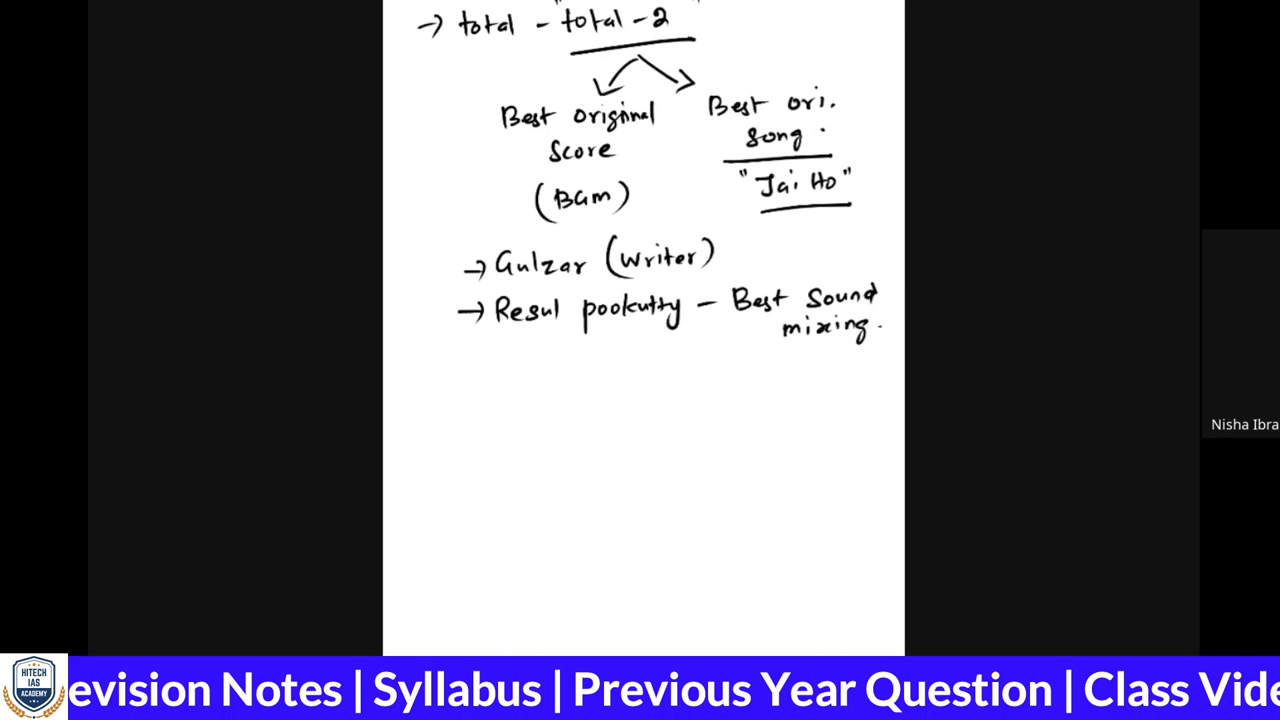 → total - "total - 2"
Best Original
Score
(BGM)
Best ori.
Song.
"Jai Ho"
→ Gulzar (writer)
→ Resul pookutty - Best Sound
mixing.
Nisha Ibra
HITECH
IAS
ACADEMY
evision Notes | Syllabus | Previous Year Question | Class Vide